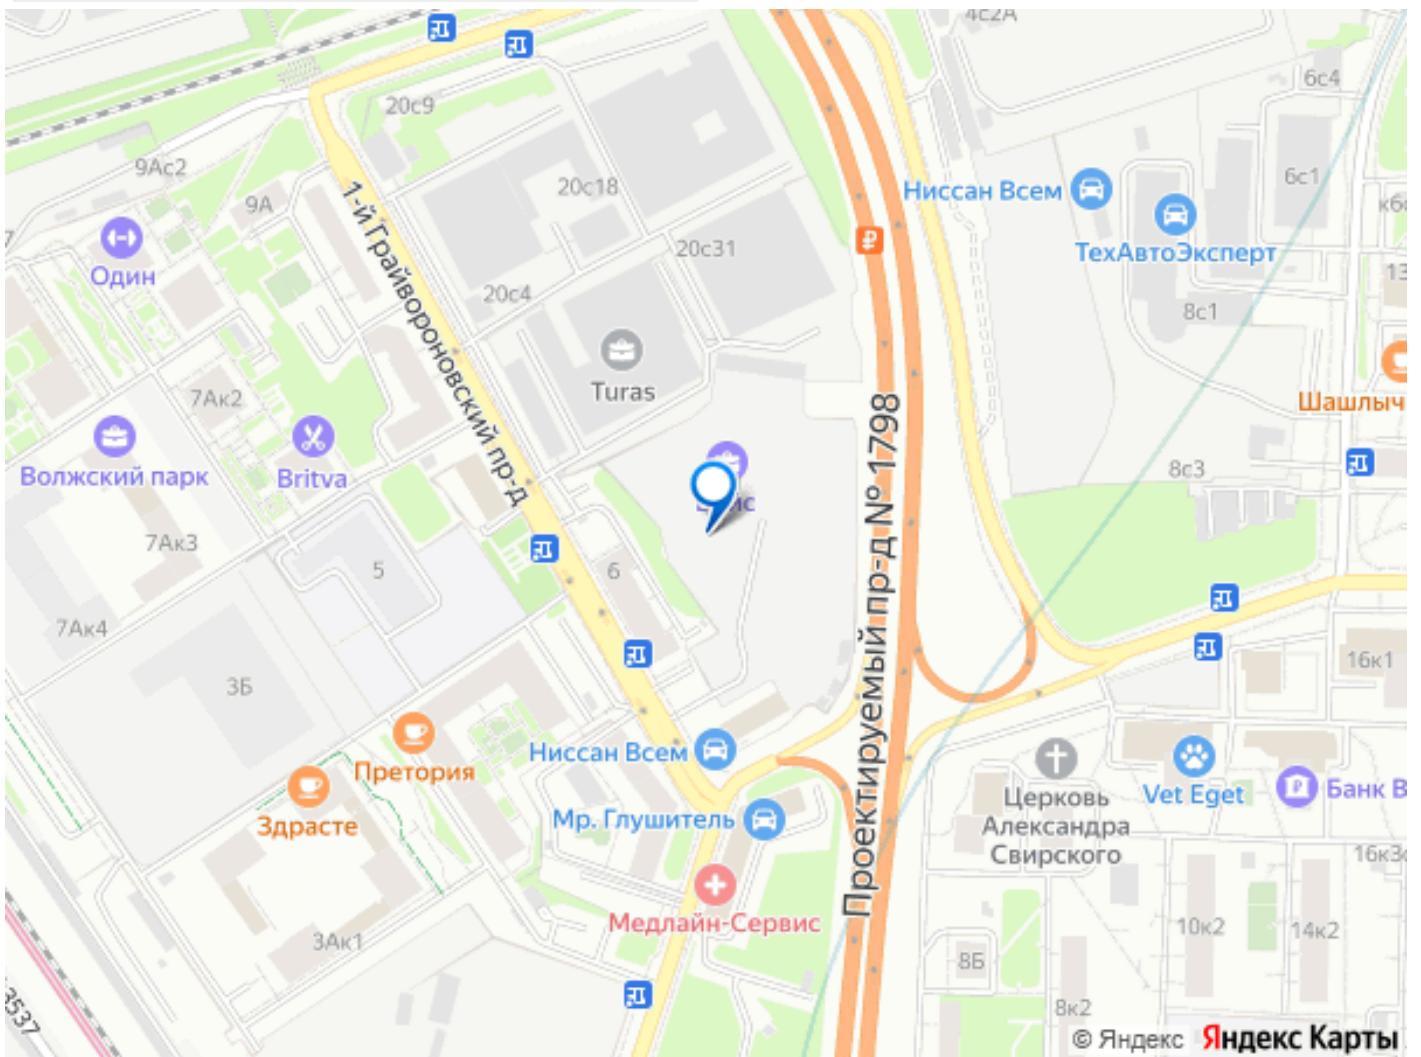 4с2А
6с4
20с9
9Ас2
20с18
6с1
Ниссан Всем
9А
ТехАвтоЭксперт
20с31
Один
20с4
8с1
1-й Грайвороновский пр-д
Turas
7Ак2
Шашлыч
Волжский парк
Britva
8с3
7Ак3
5
6
Проектируемый пр-д № 1798
7Ак4
16к1
3Б
Ниссан Всем
Претория
Церковь
Александра
Свирского
Vet Eget
Банк В
Здрасте
Мр. Глушитель
Медлайн-Сервис
10к2
14к2
3Ак1
8Б
8к2
3537
© Яндекс Яндекс Карты